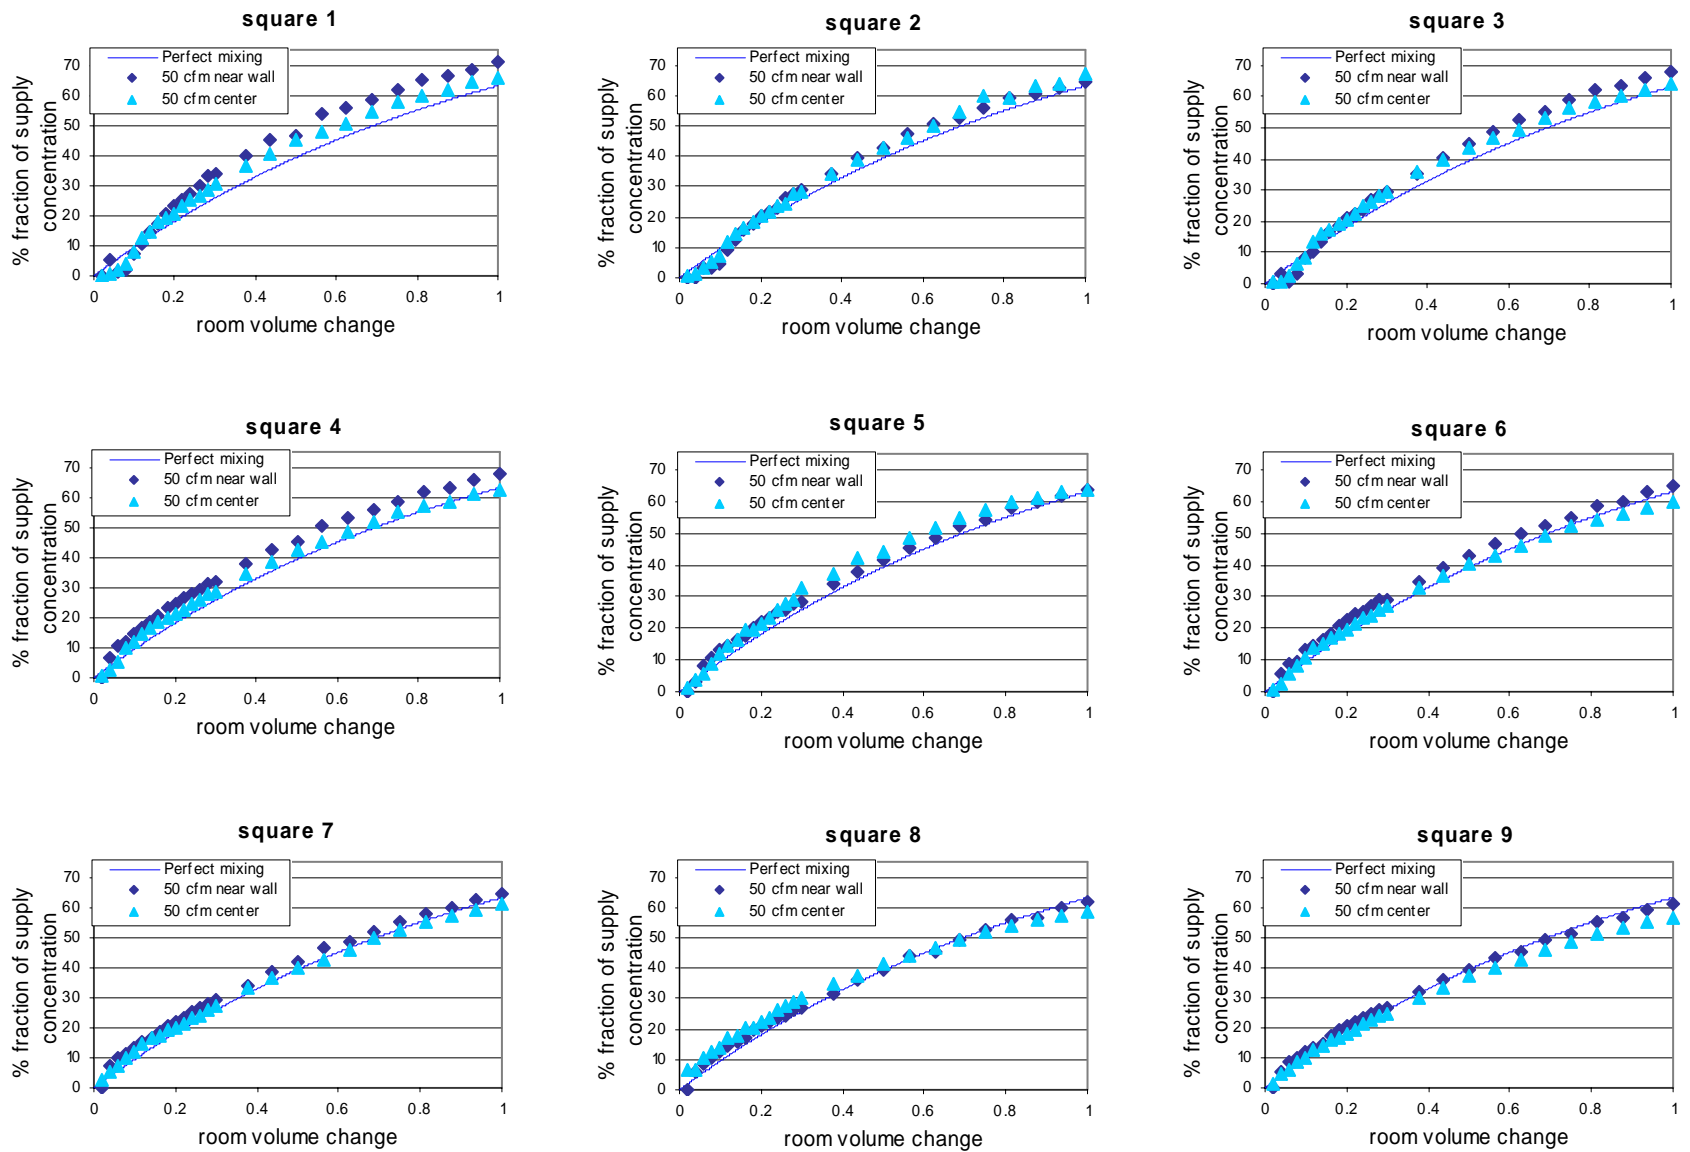 square 1
Perfect mixing
50 cfm near wall
50 cfm center
% fraction of supply
concentration
70
60
50
40
30
20
10
0
0 0.2 0.4 0.6 0.8 1
room volume change
square 2
Perfect mixing
50 cfm near wall
50 cfm center
% fraction of supply
concentration
70
60
50
40
30
20
10
0
0 0.2 0.4 0.6 0.8 1
room volume change
square 3
Perfect mixing
50 cfm near wall
50 cfm center
% fraction of supply
concentration
70
60
50
40
30
20
10
0
0 0.2 0.4 0.6 0.8 1
room volume change
square 4
Perfect mixing
50 cfm near wall
50 cfm center
% fraction of supply
concentration
70
60
50
40
30
20
10
0
0 0.2 0.4 0.6 0.8 1
room volume change
square 5
Perfect mixing
50 cfm near wall
50 cfm center
% fraction of supply
concentration
70
60
50
40
30
20
10
0
0 0.2 0.4 0.6 0.8 1
room volume change
square 6
Perfect mixing
50 cfm near wall
50 cfm center
% fraction of supply
concentration
70
60
50
40
30
20
10
0
0 0.2 0.4 0.6 0.8 1
room volume change
square 7
Perfect mixing
50 cfm near wall
50 cfm center
% fraction of supply
concentration
70
60
50
40
30
20
10
0
0 0.2 0.4 0.6 0.8 1
room volume change
square 8
Perfect mixing
50 cfm near wall
50 cfm center
% fraction of supply
concentration
70
60
50
40
30
20
10
0
0 0.2 0.4 0.6 0.8 1
room volume change
square 9
Perfect mixing
50 cfm near wall
50 cfm center
% fraction of supply
concentration
70
60
50
40
30
20
10
0
0 0.2 0.4 0.6 0.8 1
room volume change